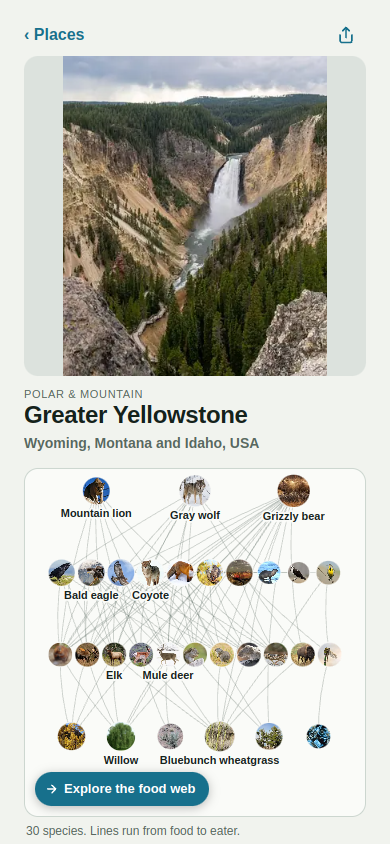 ‹ Places
POLAR & MOUNTAIN
Greater Yellowstone
Wyoming, Montana and Idaho, USA
Mountain lion
Gray wolf
Grizzly bear
Bald eagle
Coyote
Elk
Mule deer
Willow
Bluebunch wheatgrass
→ Explore the food web
30 species. Lines run from food to eater.